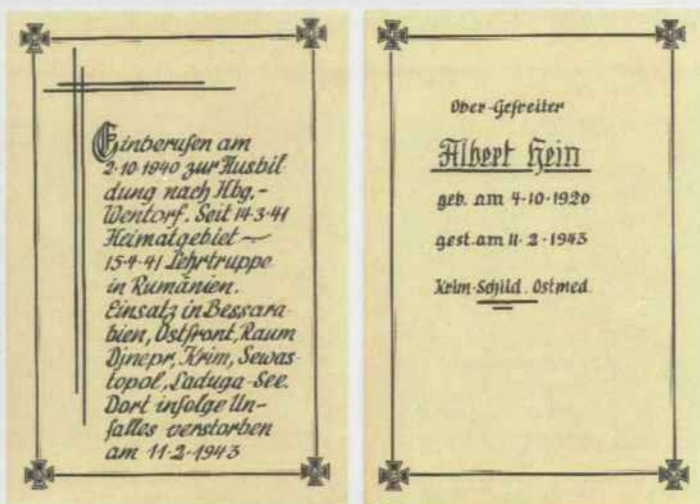 Einberufen am
2·10·1940 zur Ausbil-
dung nach Hbg.-
Wentorf. Seit 14·3·41
Heimatgebiet –
15·4·41 Lehrtruppe
in Rumänien.
Einsatz in Bessara-
bien, Ostfront, Raum
Djnepr, Krim, Sewas-
topol, Laduga-See.
Dort infolge Un-
falles verstorben
am 11·2·1943
Ober-Gefreiter
Albert Hein
geb. am 4·10·1920
gest. am 11·2·1943
Krim-Schild. Ostmed.